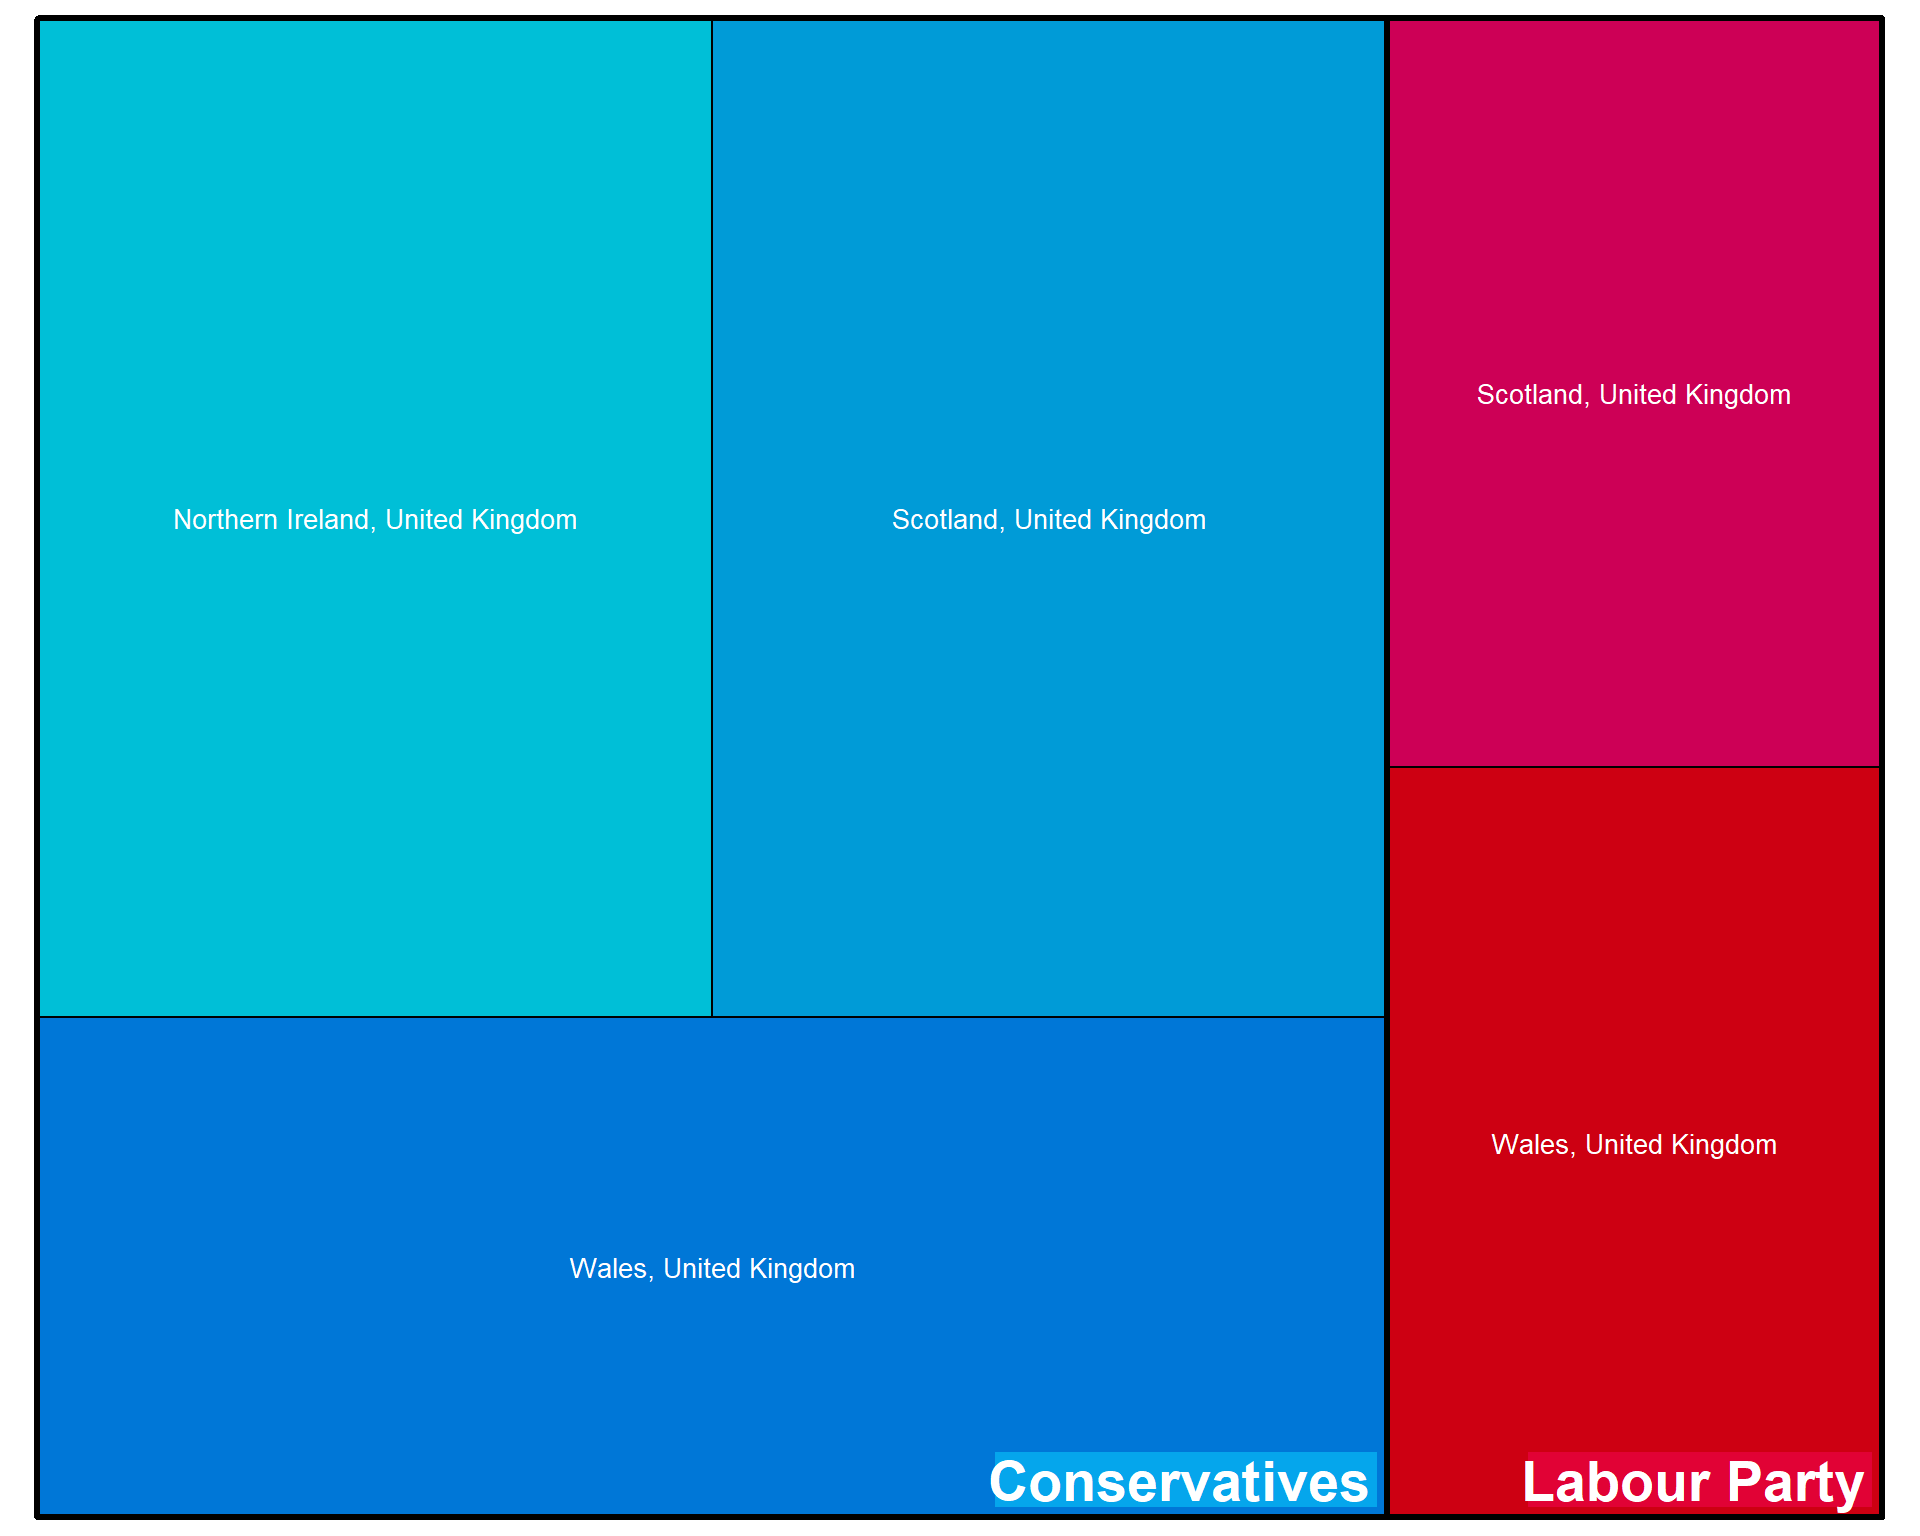 Northern Ireland, United Kingdom
Scotland, United Kingdom
Scotland, United Kingdom
Wales, United Kingdom
Wales, United Kingdom
Conservatives
Labour Party